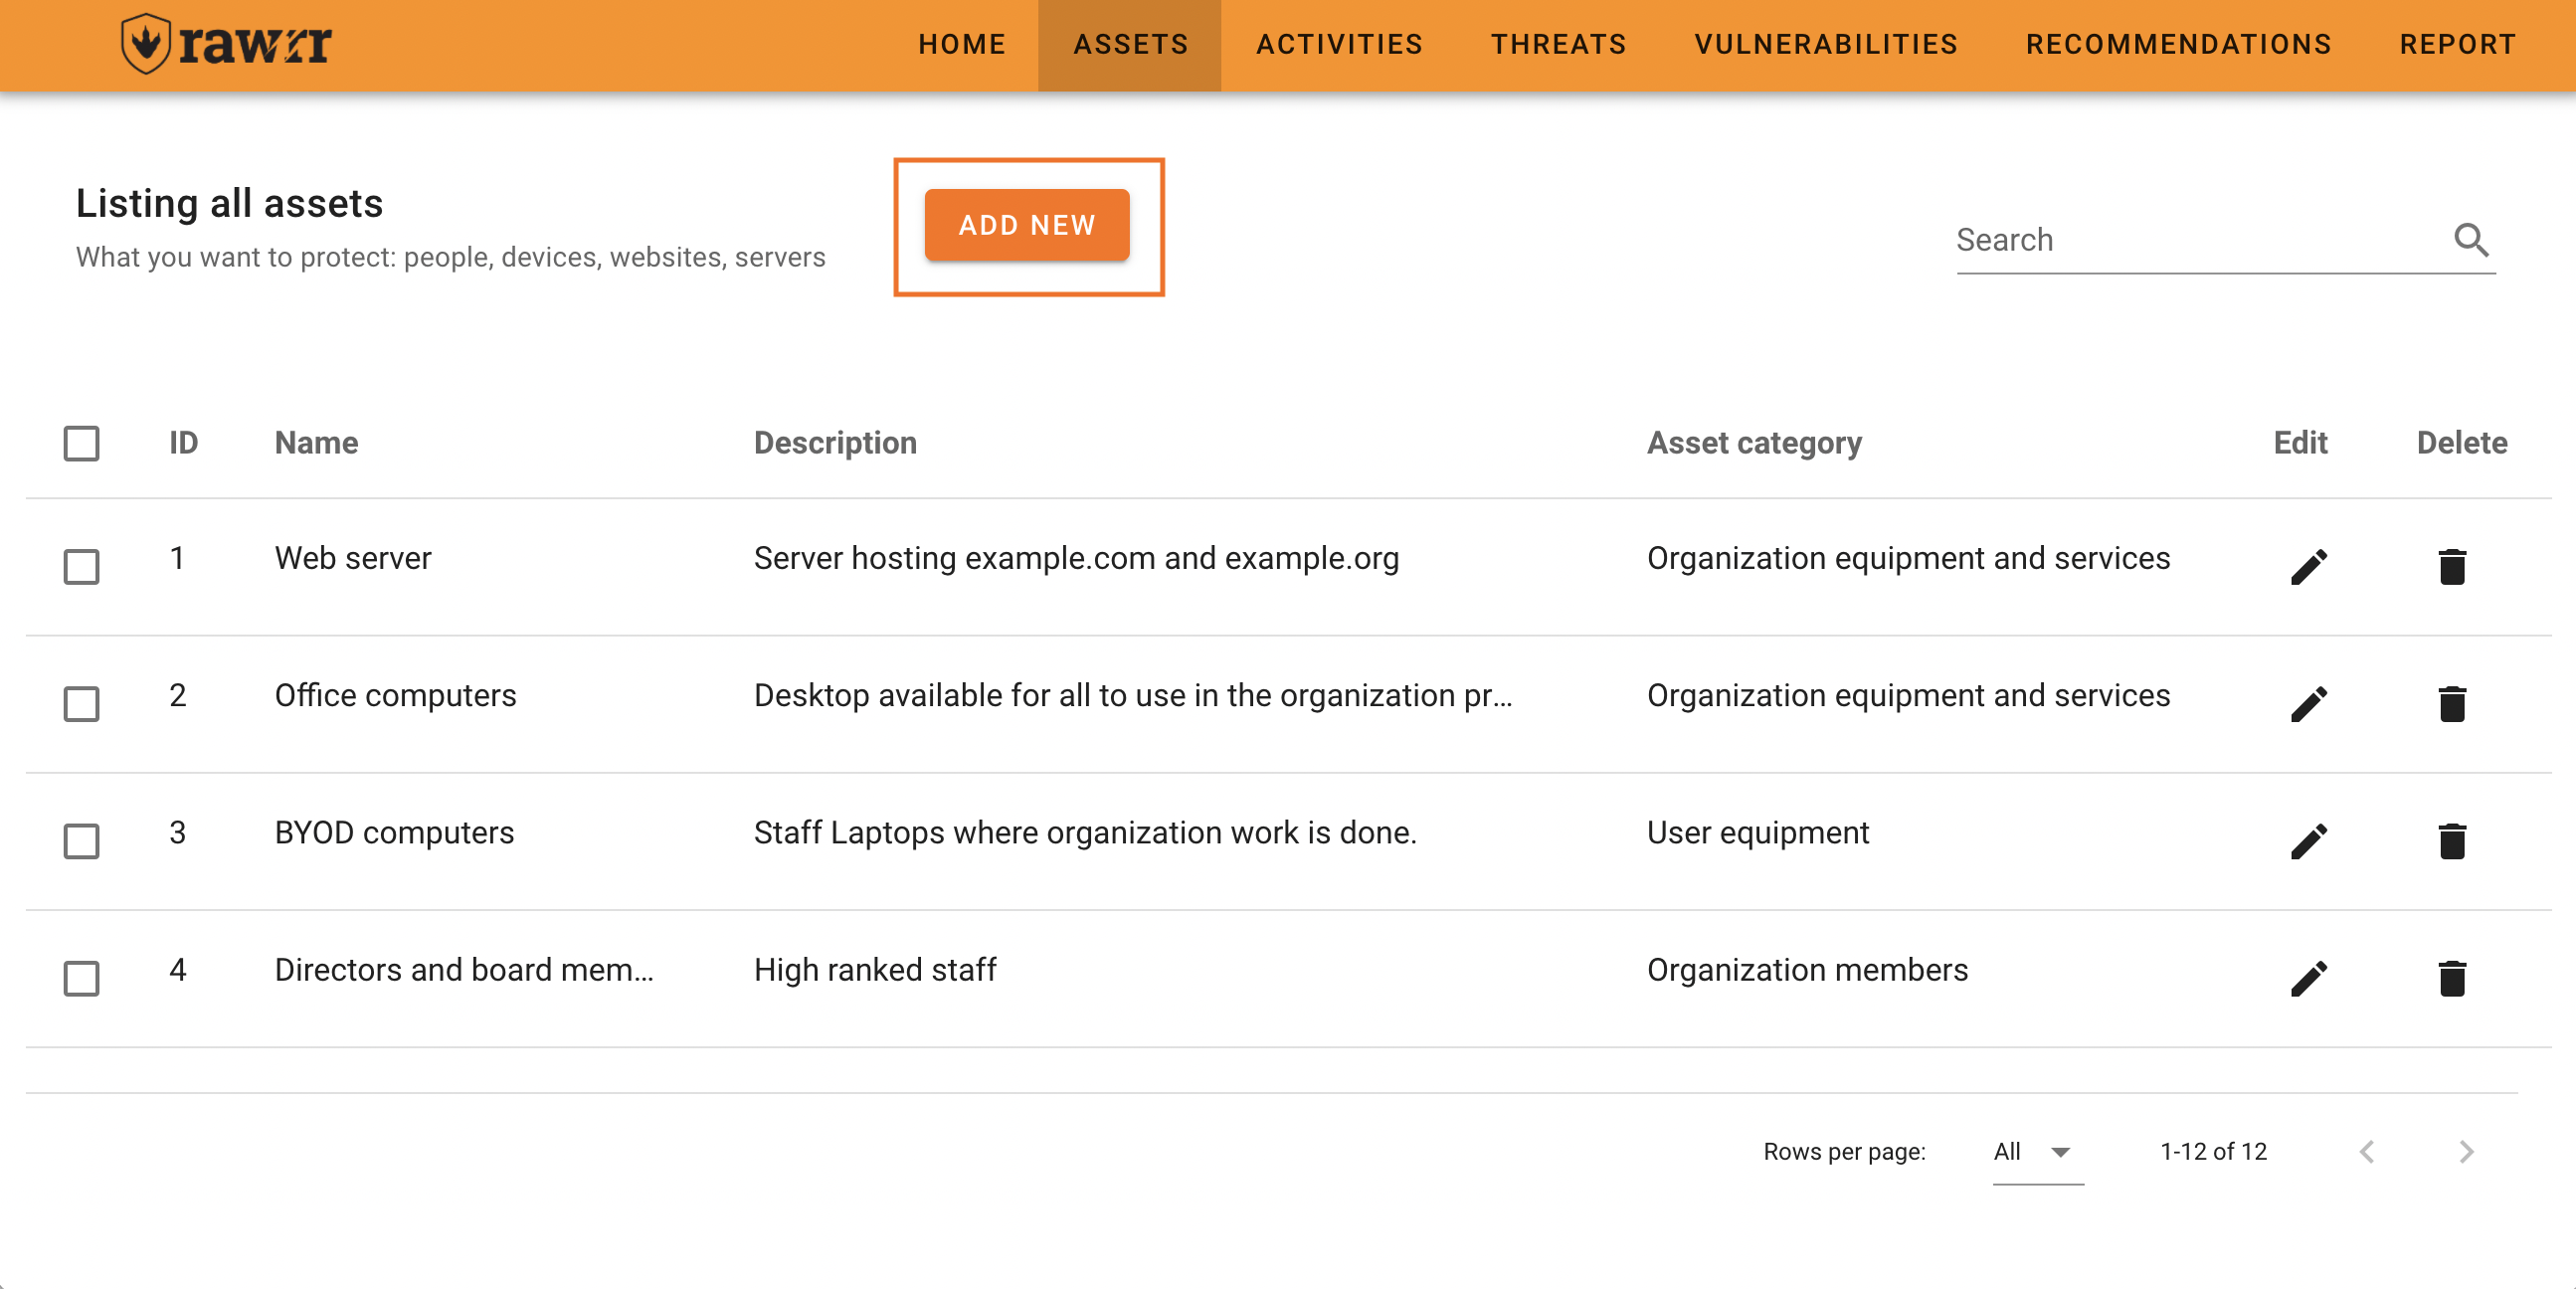 rawrr
HOME ASSETS ACTIVITIES THREATS VULNERABILITIES RECOMMENDATIONS REPORT
Listing all assets
What you want to protect: people, devices, websites, servers
ADD NEW
Search
ID Name Description Asset category Edit Delete
1 Web server Server hosting example.com and example.org Organization equipment and services
2 Office computers Desktop available for all to use in the organization pr... Organization equipment and services
3 BYOD computers Staff Laptops where organization work is done. User equipment
4 Directors and board mem... High ranked staff Organization members
Rows per page: All 1-12 of 12